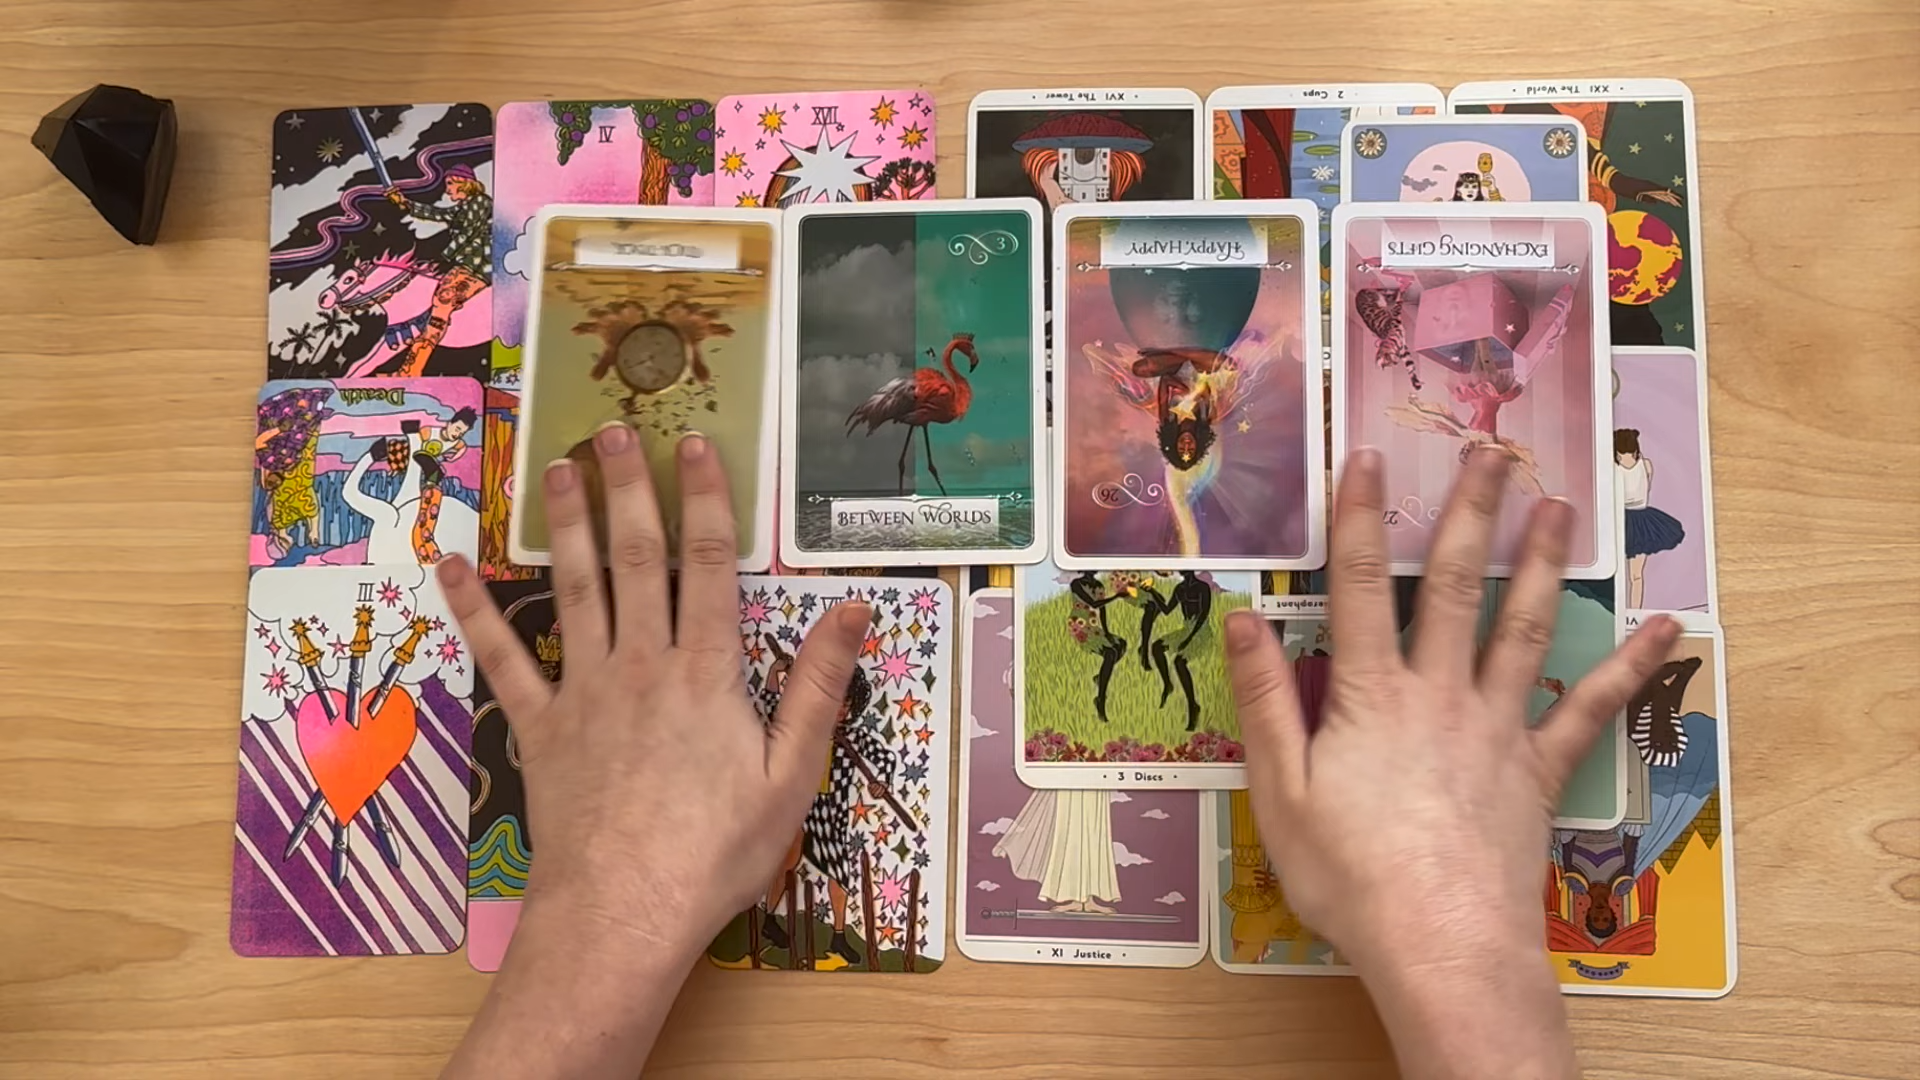 IV
XVII
XVI The Tower
2 Cups
XXI The World
3
HAPPY, HAPPY
EXCHANGING GIFTS
Death
26
27
BETWEEN WORLDS
III
3 Discs
XI Justice